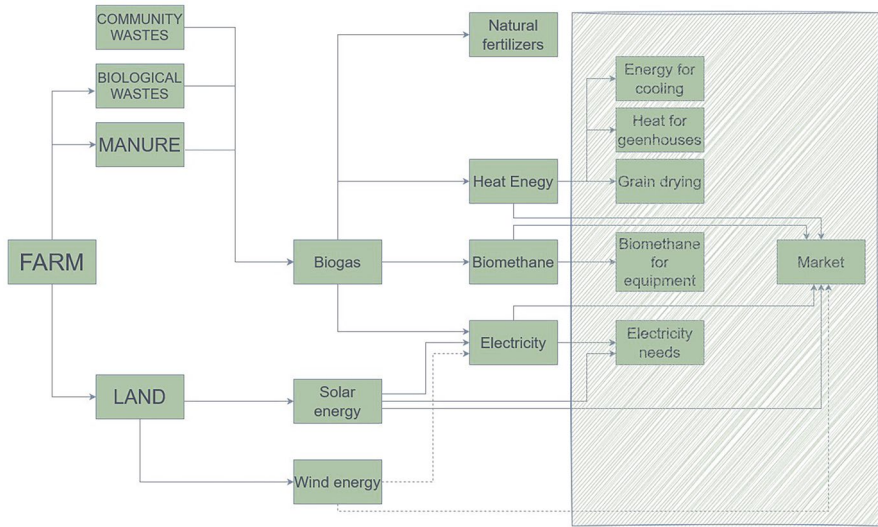 COMMUNITY
WASTES
BIOLOGICAL
WASTES
MANURE
FARM
LAND
Biogas
Solar
energy
Wind energy
Natural
fertilizers
Heat Enegy
Biomethane
Electricity
Energy for
cooling
Heat for
geenhouses
Grain drying
Biomethane
for
equipment
Electricity
needs
Market